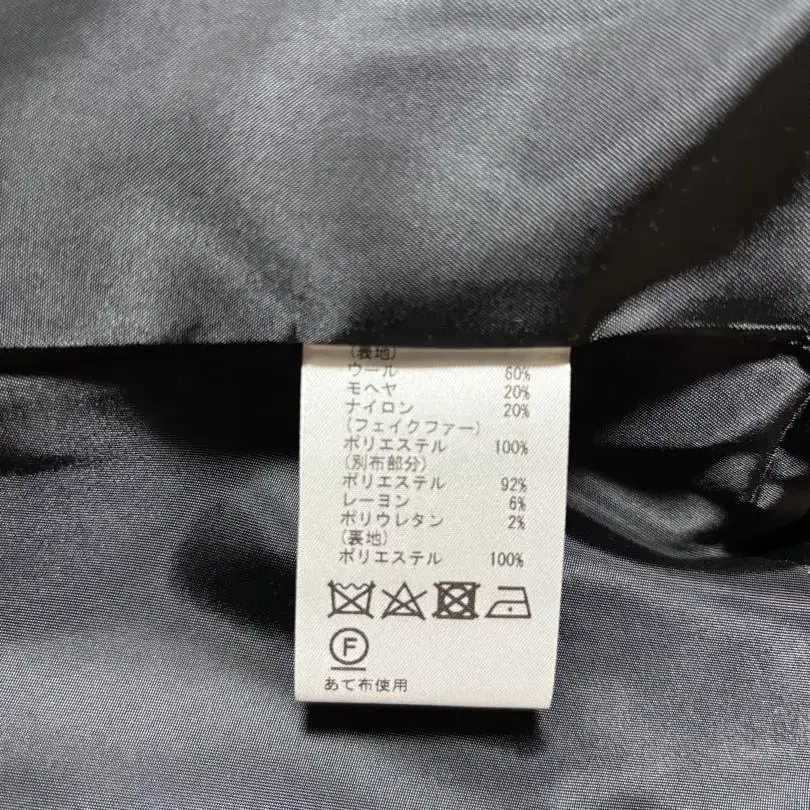 (表地)
ウール 60%
モヘヤ 20%
ナイロン 20%
(フェイクファー)
ポリエステル 100%
(別布部分)
ポリエステル 92%
レーヨン 6%
ポリウレタン 2%
(裏地)
ポリエステル 100%
F
あて布使用